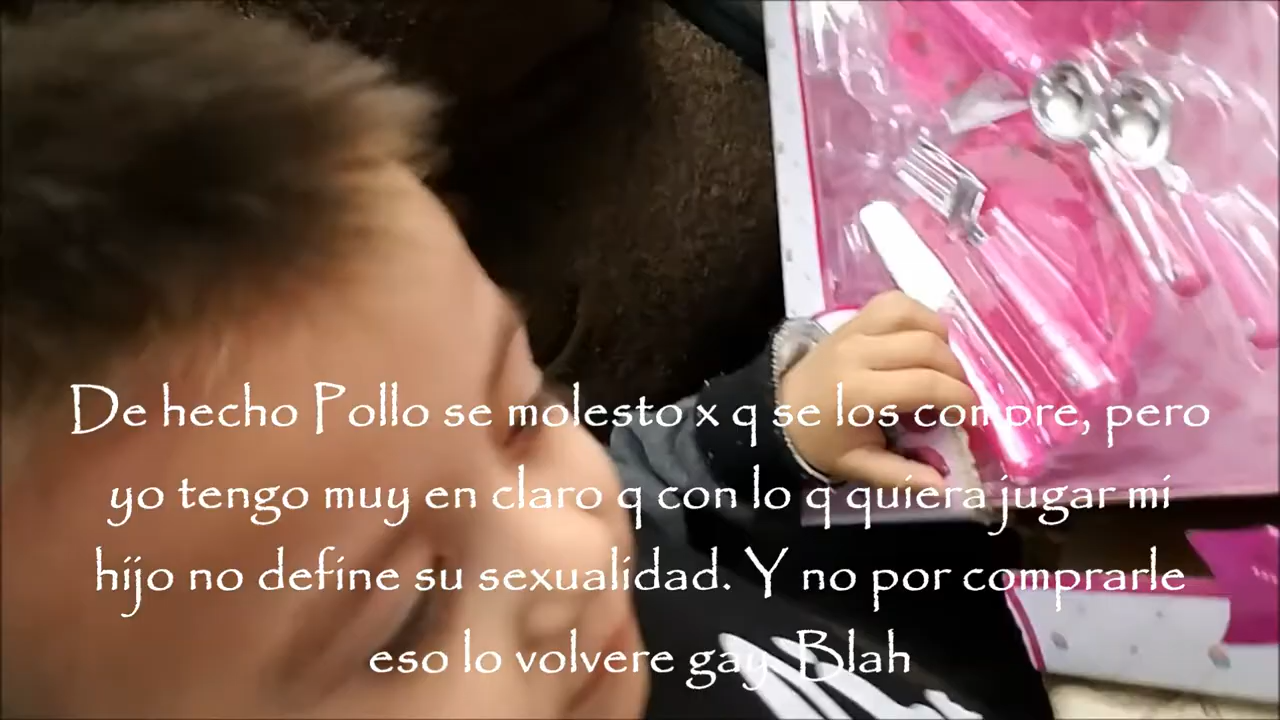 De hecho Pollo se molesto x q se los compre, pero
yo tengo muy en claro q con lo q quiera jugar mi
hijo no define su sexualidad. Y no por comprarle
eso lo volvere gay. Blah